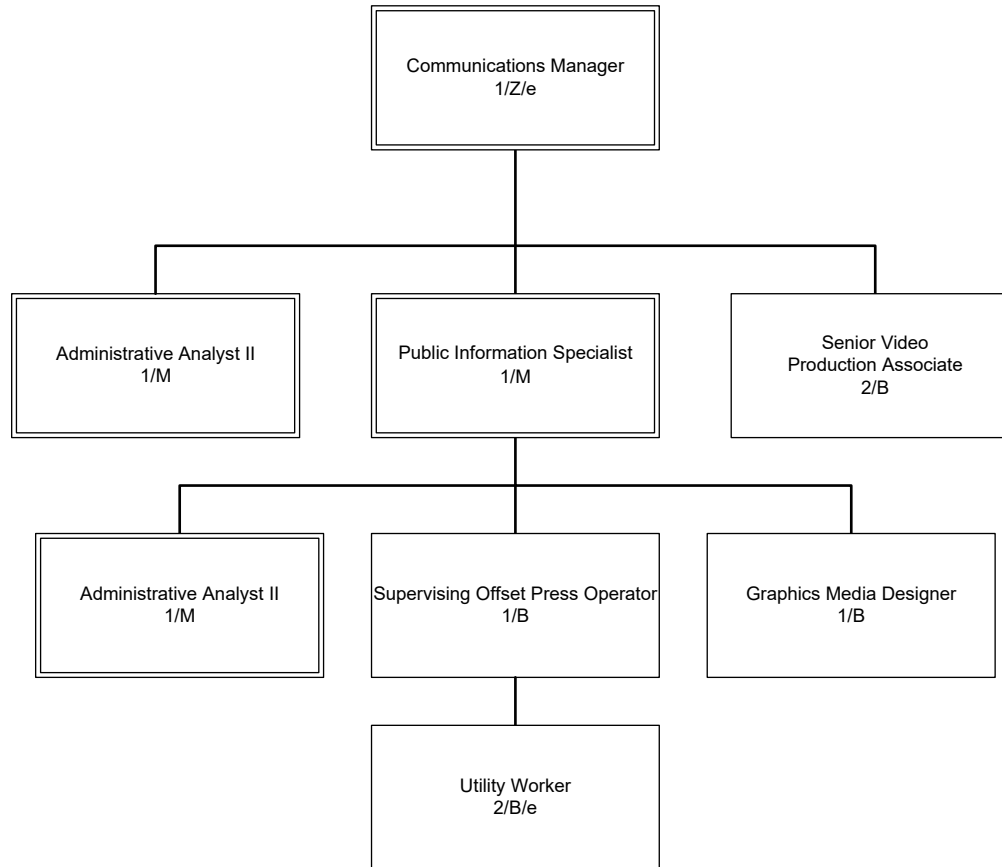 Communications Manager
1/Z/e
Administrative Analyst II
1/M
Public Information Specialist
1/M
Senior Video
Production Associate
2/B
Administrative Analyst II
1/M
Supervising Offset Press Operator
1/B
Graphics Media Designer
1/B
Utility Worker
2/B/e